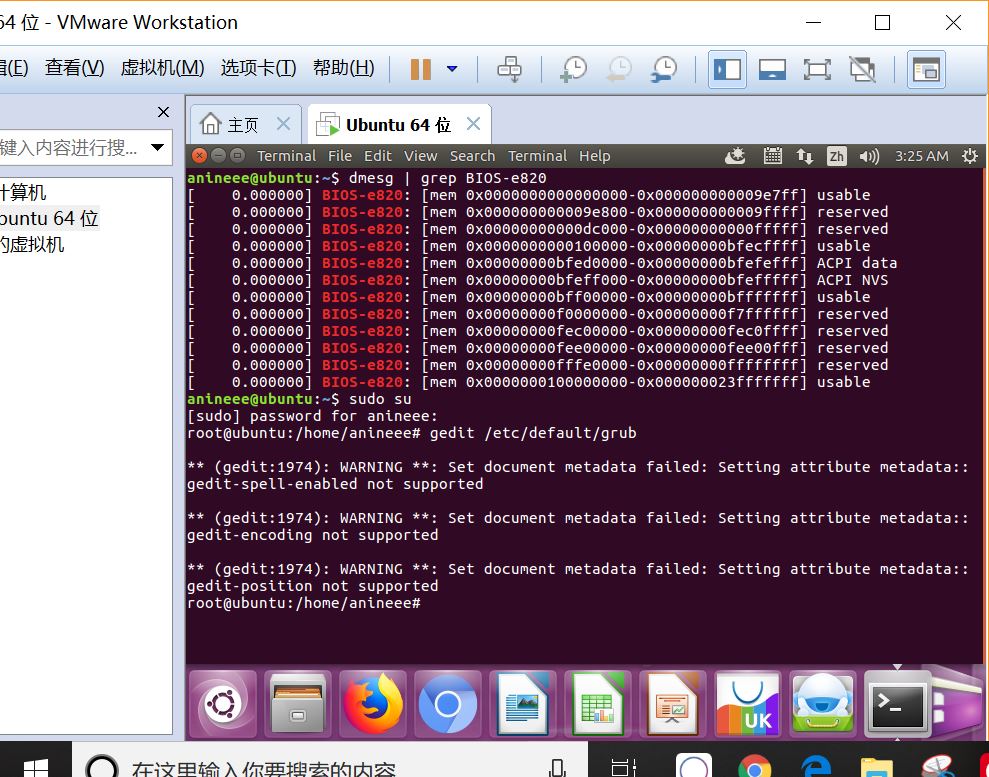 64 位 - VMware Workstation
(E) 查看(V) 虚拟机(M) 选项卡(T) 帮助(H)
键入内容进行搜...
计算机
buntu 64 位
的虚拟机
主页
Ubuntu 64 位
Terminal File Edit View Search Terminal Help Zh 3:25 AM
anineee@ubuntu:~$ dmesg | grep BIOS-e820
[    0.000000] BIOS-e820: [mem 0x0000000000000000-0x000000000009e7ff] usable
[    0.000000] BIOS-e820: [mem 0x000000000009e800-0x000000000009ffff] reserved
[    0.000000] BIOS-e820: [mem 0x00000000000dc000-0x00000000000fffff] reserved
[    0.000000] BIOS-e820: [mem 0x0000000000100000-0x00000000bfecffff] usable
[    0.000000] BIOS-e820: [mem 0x00000000bfed0000-0x00000000bfefefff] ACPI data
[    0.000000] BIOS-e820: [mem 0x00000000bfeff000-0x00000000bfefffff] ACPI NVS
[    0.000000] BIOS-e820: [mem 0x00000000bff00000-0x00000000bfffffff] usable
[    0.000000] BIOS-e820: [mem 0x00000000f0000000-0x00000000f7ffffff] reserved
[    0.000000] BIOS-e820: [mem 0x00000000fec00000-0x00000000fec0ffff] reserved
[    0.000000] BIOS-e820: [mem 0x00000000fee00000-0x00000000fee00fff] reserved
[    0.000000] BIOS-e820: [mem 0x00000000fffe0000-0x00000000ffffffff] reserved
[    0.000000] BIOS-e820: [mem 0x0000000100000000-0x000000023fffffff] usable
anineee@ubuntu:~$ sudo su
[sudo] password for anineee:
root@ubuntu:/home/anineee# gedit /etc/default/grub
** (gedit:1974): WARNING **: Set document metadata failed: Setting attribute metadata::
gedit-spell-enabled not supported
** (gedit:1974): WARNING **: Set document metadata failed: Setting attribute metadata::
gedit-encoding not supported
** (gedit:1974): WARNING **: Set document metadata failed: Setting attribute metadata::
gedit-position not supported
root@ubuntu:/home/anineee#
UK
在这里输入你要搜索的内容